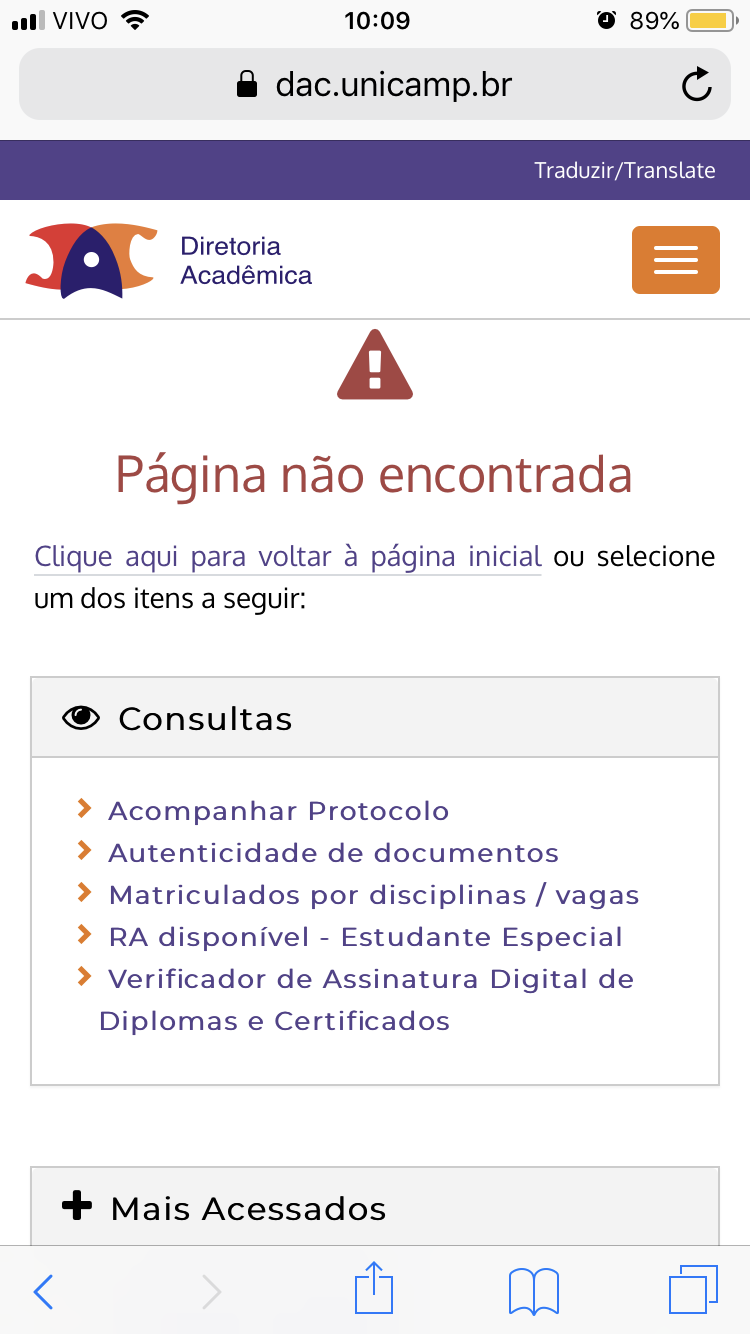 VIVO 10:09 89%
dac.unicamp.br
Traduzir/Translate
Diretoria
Acadêmica
Página não encontrada
Clique aqui para voltar à página inicial ou selecione
um dos itens a seguir:
Consultas
Acompanhar Protocolo
Autenticidade de documentos
Matriculados por disciplinas / vagas
RA disponível - Estudante Especial
Verificador de Assinatura Digital de
Diplomas e Certificados
Mais Acessados